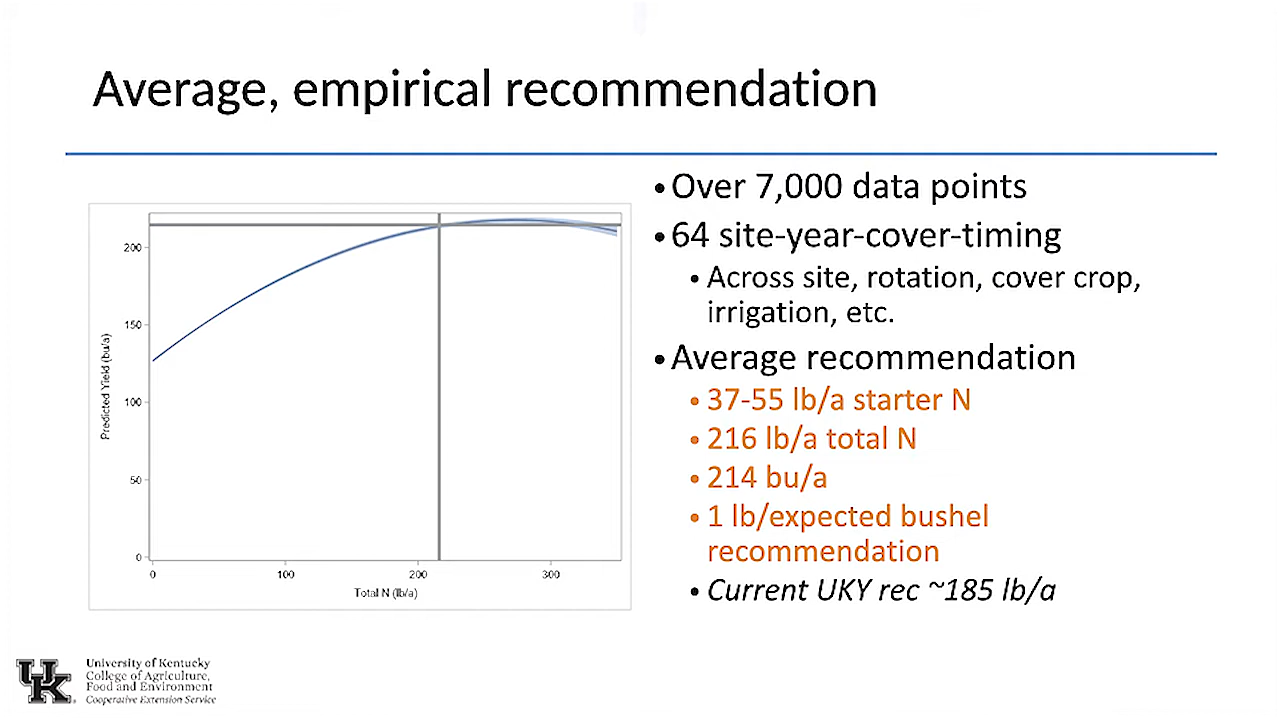 Average, empirical recommendation
200
150
100
50
0
Predicted Yield (bu/a)
0
100
200
300
Total N (lb/a)
• Over 7,000 data points
• 64 site-year-cover-timing
• Across site, rotation, cover crop,
irrigation, etc.
• Average recommendation
• 37-55 lb/a starter N
• 216 lb/a total N
• 214 bu/a
• 1 lb/expected bushel
recommendation
• Current UKY rec ~185 lb/a
UK
University of Kentucky
College of Agriculture,
Food and Environment
Cooperative Extension Service